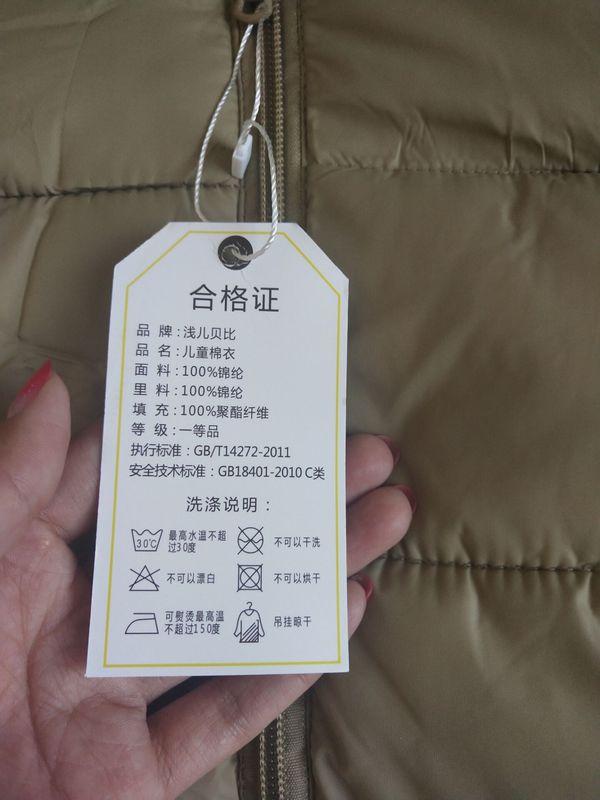 合格证
品 牌：浅儿贝比
品 名：儿童棉衣
面 料：100%锦纶
里 料：100%锦纶
填 充：100%聚酯纤维
等 级：一等品
执行标准：GB/T14272-2011
安全技术标准：GB18401-2010 C类
洗涤说明：
30℃ 最高水温不超过30度
不可以干洗
不可以漂白
不可以烘干
可熨烫最高温不超过150度
吊挂晾干